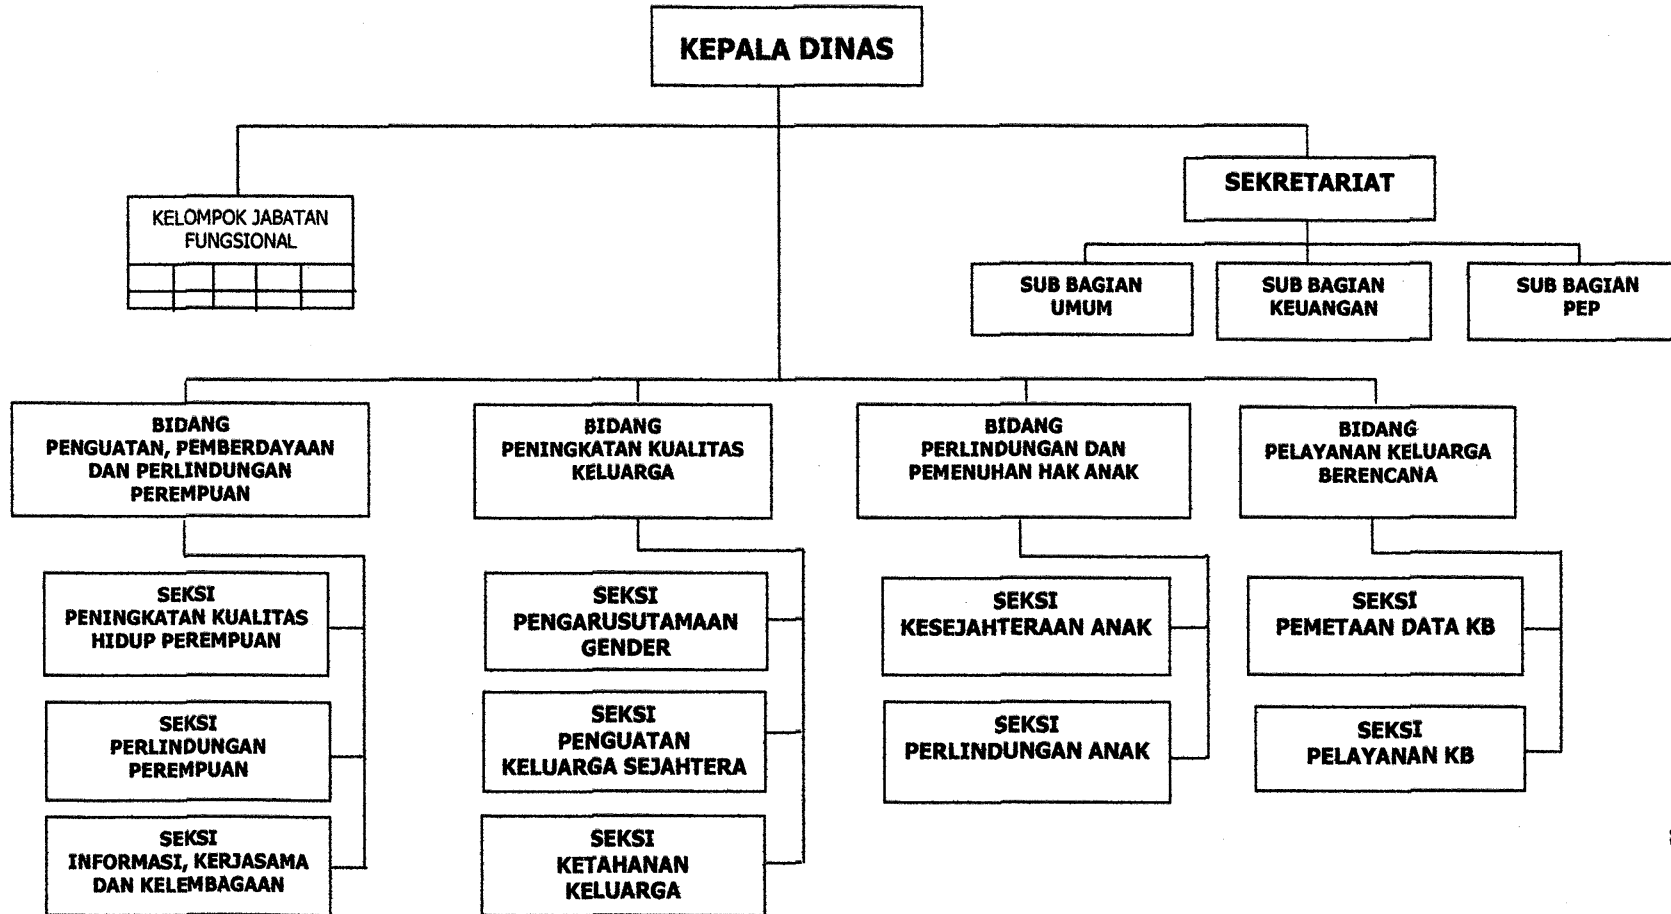 KEPALA DINAS
SEKRETARIAT
KELOMPOK JABATAN
FUNGSIONAL
SUB BAGIAN
UMUM
SUB BAGIAN
KEUANGAN
SUB BAGIAN
PEP
BIDANG
PENGUATAN, PEMBERDAYAAN
DAN PERLINDUNGAN
PEREMPUAN
BIDANG
PENINGKATAN KUALITAS
KELUARGA
BIDANG
PERLINDUNGAN DAN
PEMENUHAN HAK ANAK
BIDANG
PELAYANAN KELUARGA
BERENCANA
SEKSI
PENINGKATAN KUALITAS
HIDUP PEREMPUAN
SEKSI
PENGARUSUTAMAAN
GENDER
SEKSI
KESEJAHTERAAN ANAK
SEKSI
PEMETAAN DATA KB
SEKSI
PERLINDUNGAN
PEREMPUAN
SEKSI
PENGUATAN
KELUARGA SEJAHTERA
SEKSI
PERLINDUNGAN ANAK
SEKSI
PELAYANAN KB
SEKSI
INFORMASI, KERJASAMA
DAN KELEMBAGAAN
SEKSI
KETAHANAN
KELUARGA